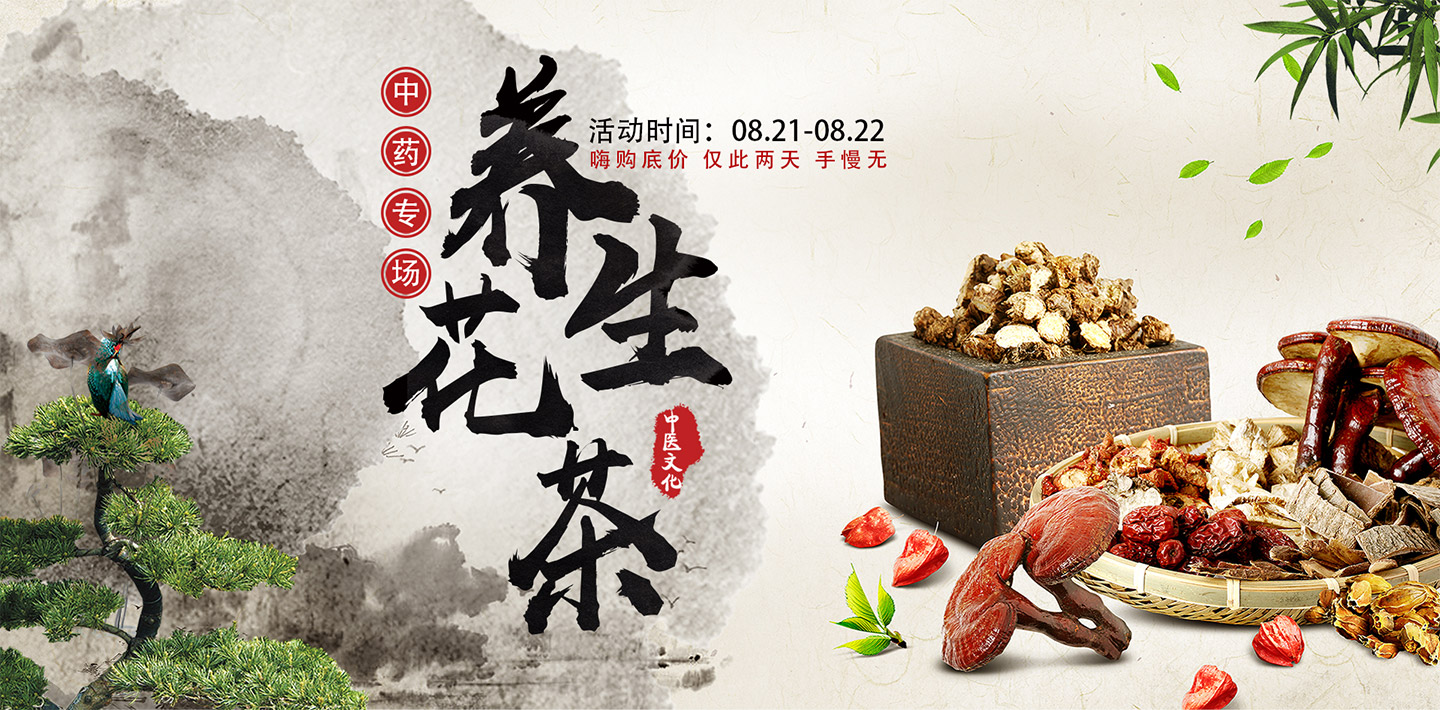 中药专场
养生
花茶
活动时间：08.21-08.22
嗨购底价 仅此两天 手慢无
中医文化